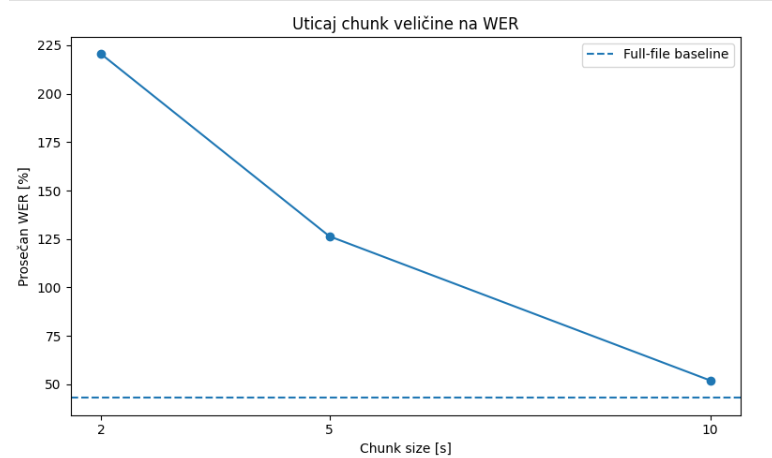 Uticaj chunk veličine na WER
Full-file baseline
225
200
175
150
125
100
75
50
Prosečan WER [%]
2
5
10
Chunk size [s]